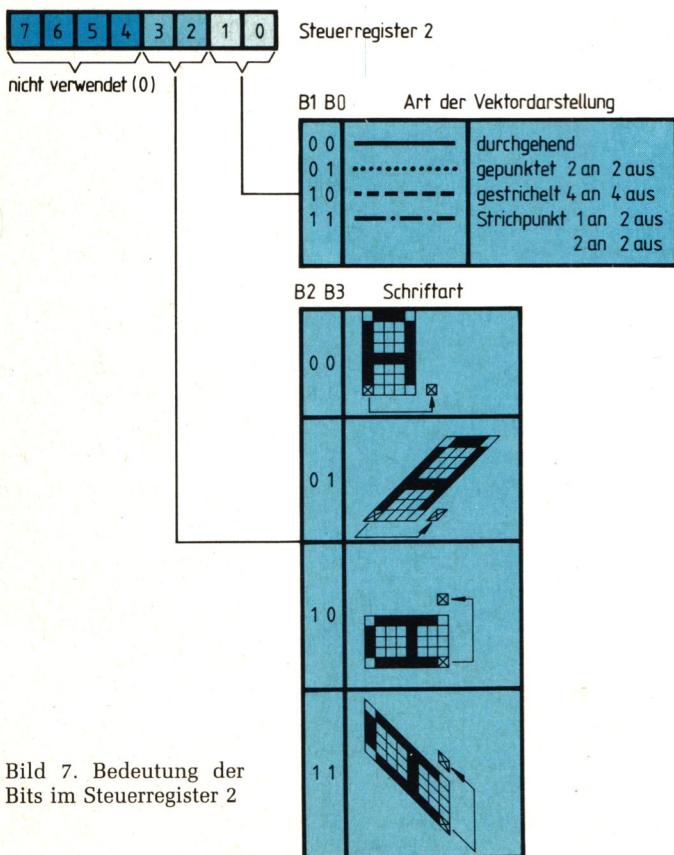 7 6 5 4 3 2 1 0 Steuerregister 2
nicht verwendet (0)
B1 B0 Art der Vektordarstellung
0 0 durchgehend
0 1 gepunktet 2 an 2 aus
1 0 gestrichelt 4 an 4 aus
1 1 Strichpunkt 1 an 2 aus
2 an 2 aus
B2 B3 Schriftart
0 0
0 1
1 0
1 1
Bild 7. Bedeutung der
Bits im Steuerregister 2